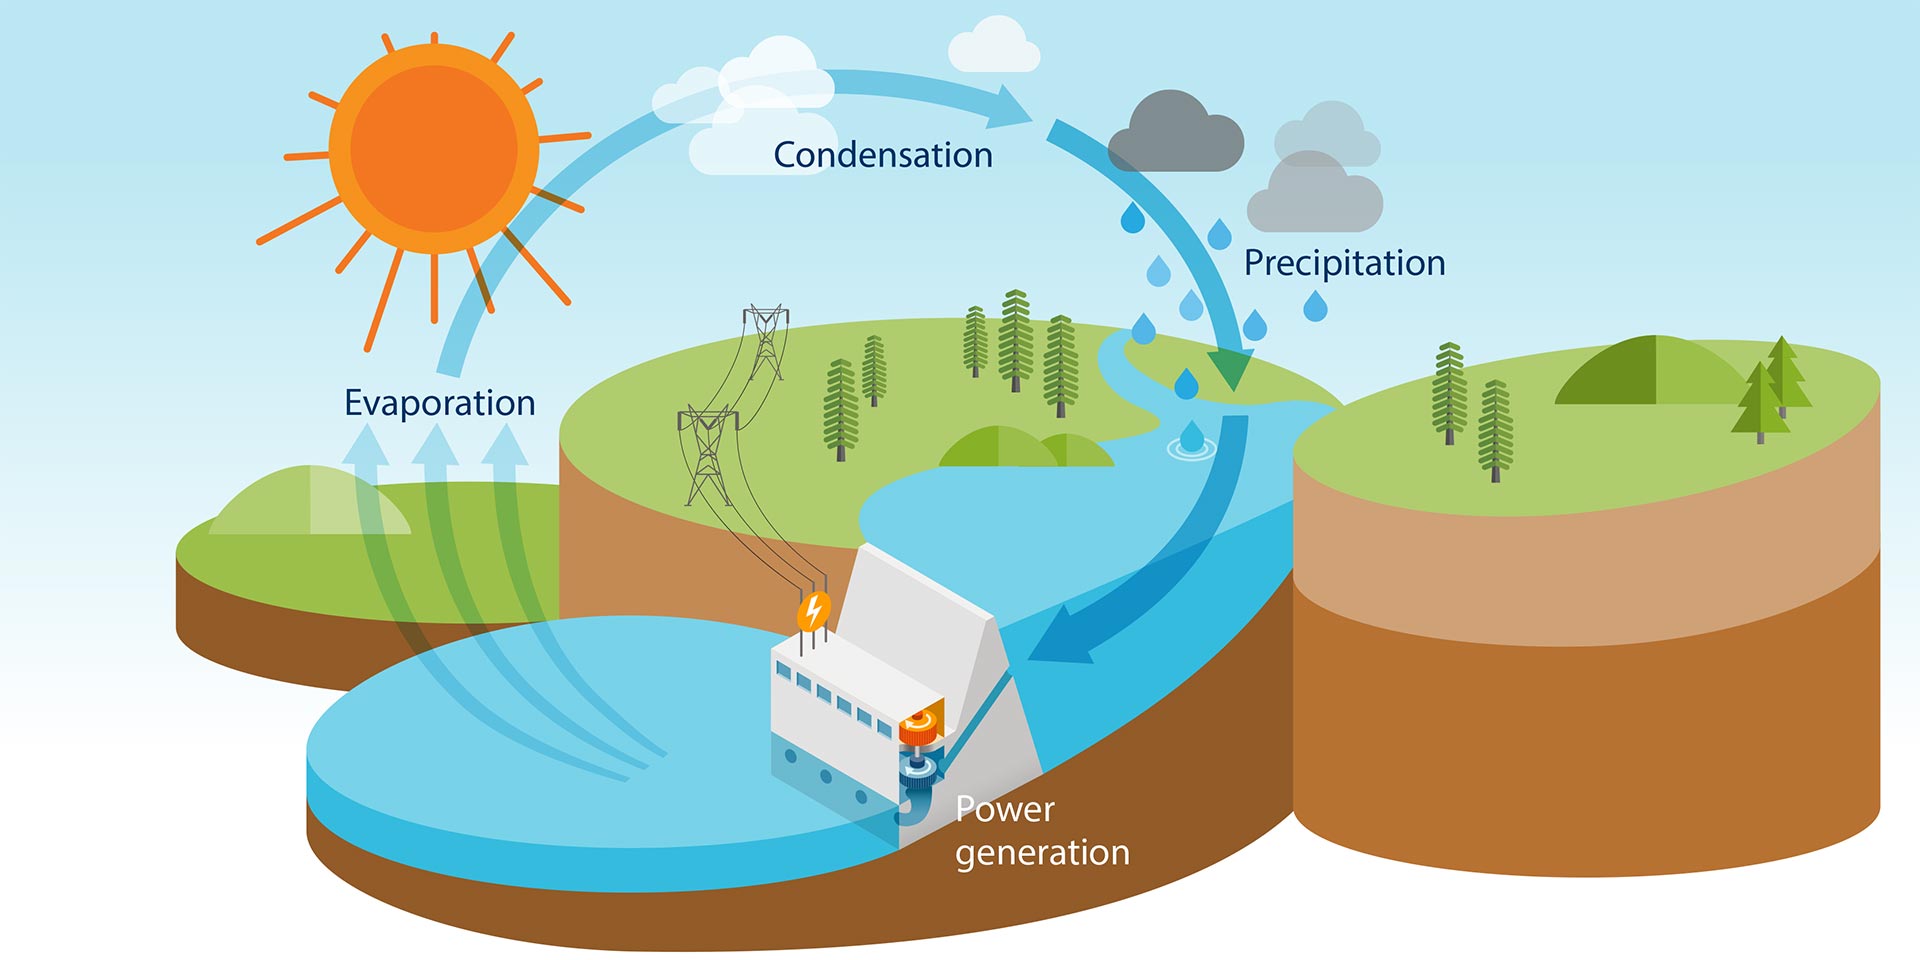 Condensation
Precipitation
Evaporation
Power
generation